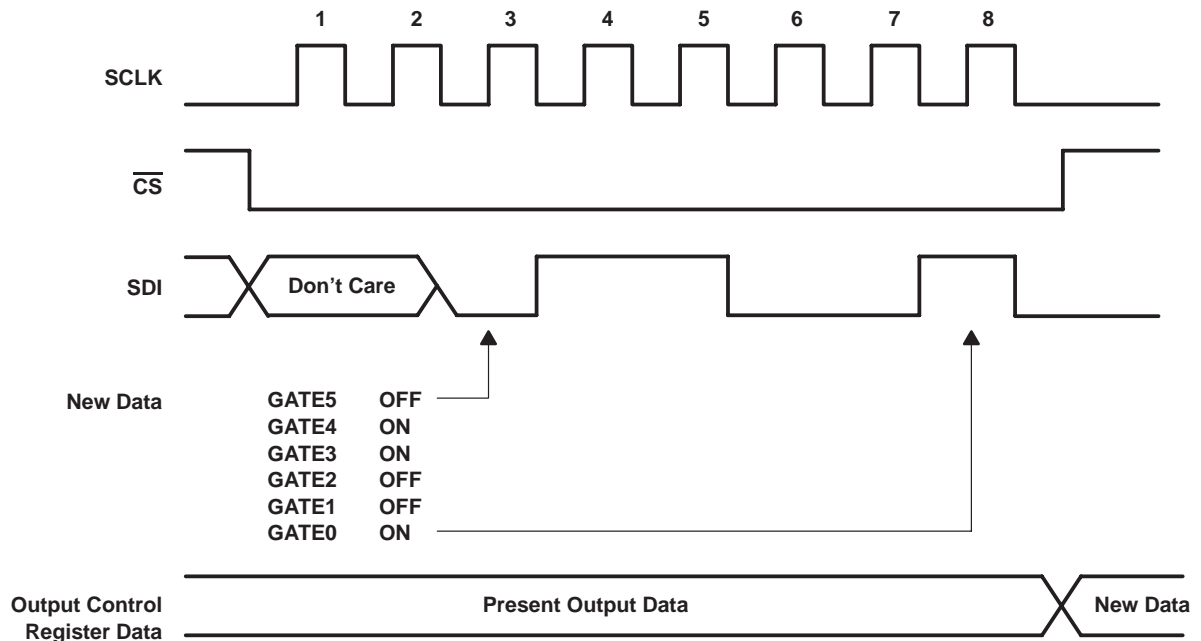 1 2 3 4 5 6 7 8
SCLK
CS
SDI Don't Care
New Data GATE5 OFF
GATE4 ON
GATE3 ON
GATE2 OFF
GATE1 OFF
GATE0 ON
Output Control Present Output Data New Data
Register Data